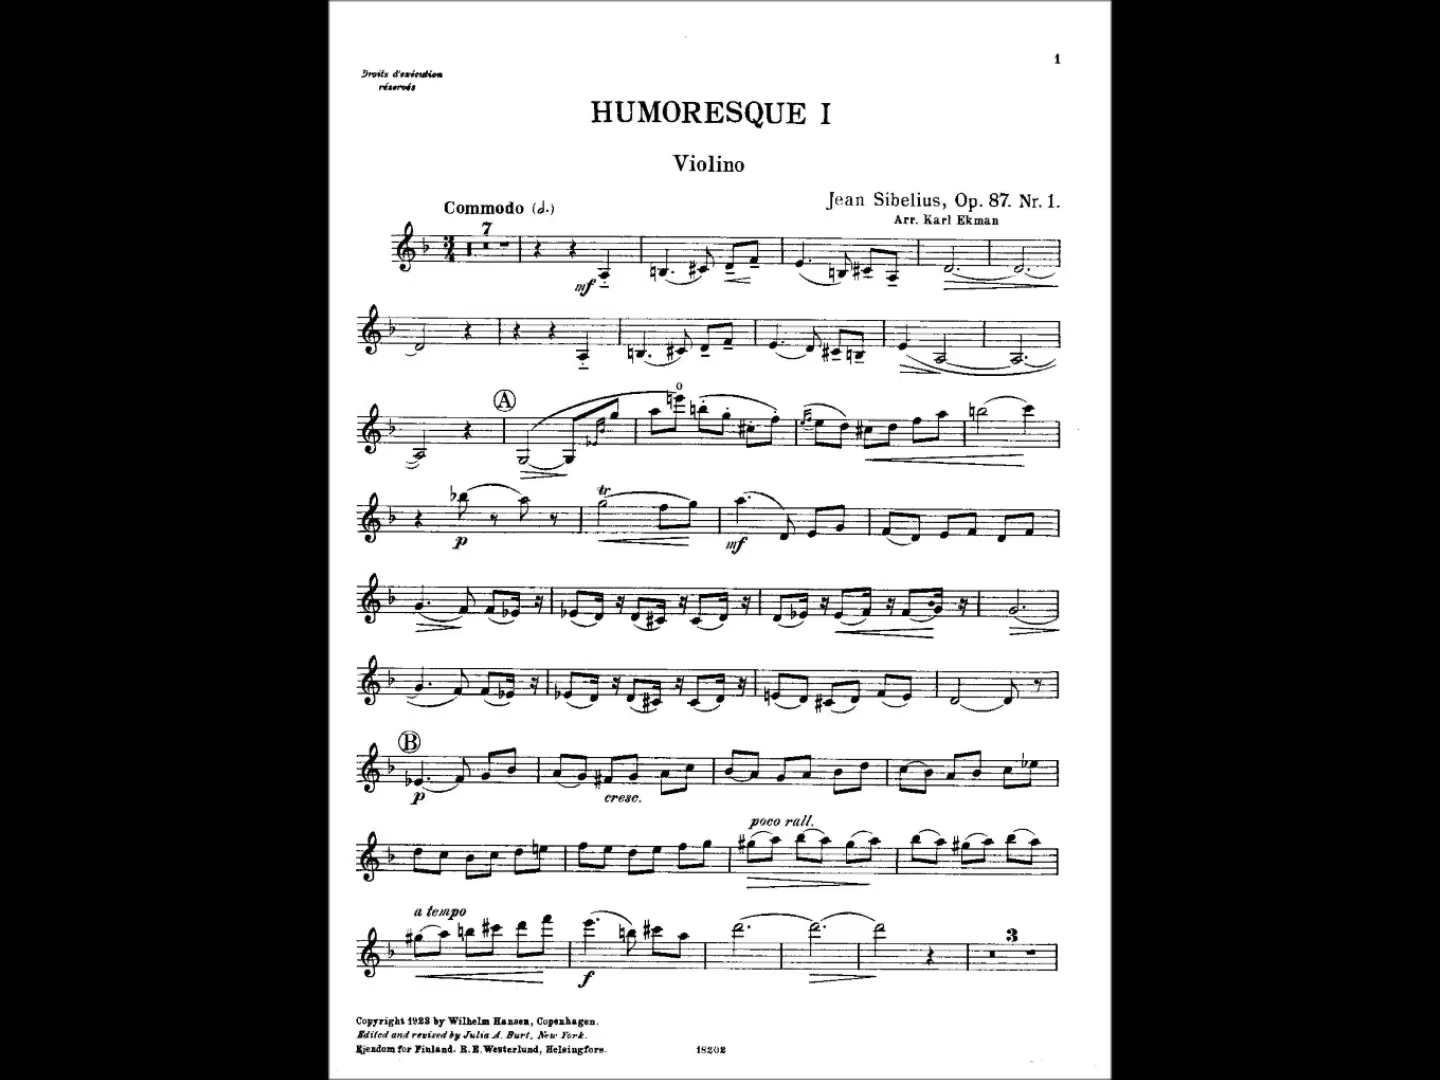 1
Droits d'exécution
réservés
HUMORESQUE I
Violino
Jean Sibelius, Op. 87. Nr. 1.
Arr. Karl Ekman
Commodo
7
3
4
mf
A
p
tr
mf
B
p
cresc.
poco rall.
a tempo
3
f
Copyright 1923 by Wilhelm Hansen, Copenhagen.
Edited and revised by Julia A. Burt, New York.
Ejendom for Finland. R. E. Westerlund, Helsingfors.
18202